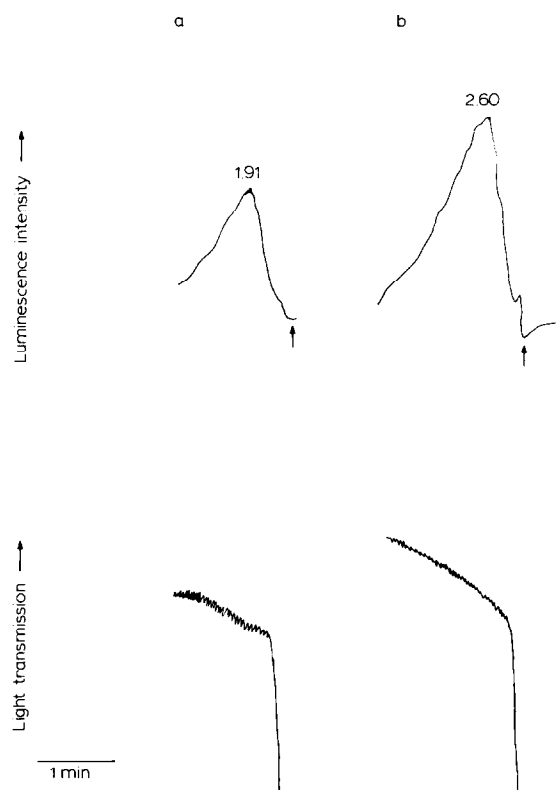 a
b
2.60
1.91
Luminescence intensity
Light transmission
1 min